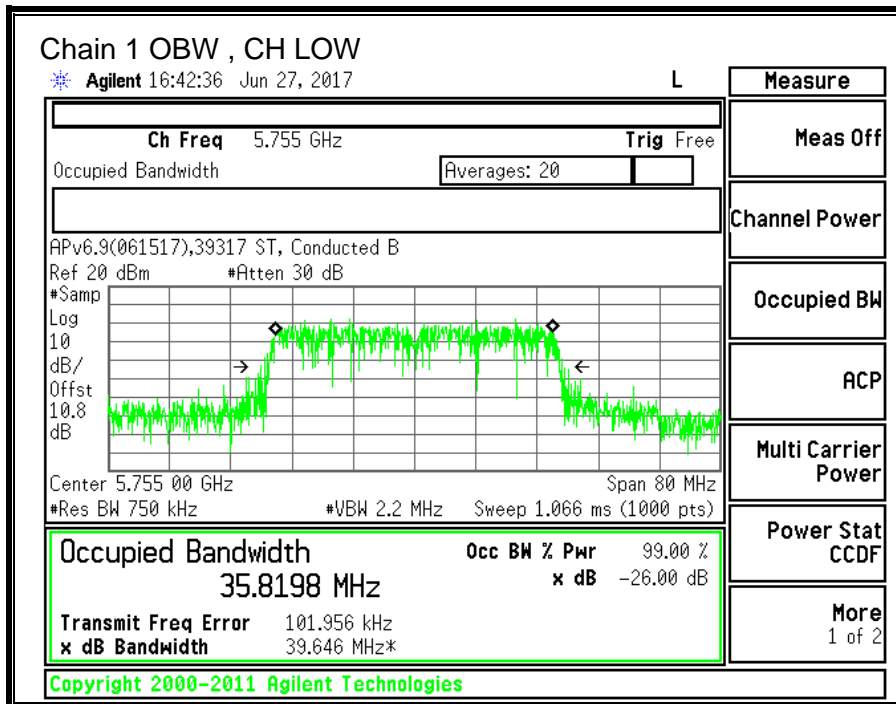 Chain 1 OBW , CH LOW
Agilent 16:42:36 Jun 27, 2017 L
Measure
Ch Freq 5.755 GHz Trig Free
Occupied Bandwidth Averages: 20
APv6.9(061517),39317 ST, Conducted B
Ref 20 dBm #Atten 30 dB
#Samp
Log
10
dB/
Offst
10.8
dB
Center 5.755 00 GHz Span 80 MHz
#Res BW 750 kHz #VBW 2.2 MHz Sweep 1.066 ms (1000 pts)
Occupied Bandwidth Occ BW % Pwr 99.00 %
35.8198 MHz x dB -26.00 dB
Transmit Freq Error 101.956 kHz
x dB Bandwidth 39.646 MHz*
Copyright 2000-2011 Agilent Technologies
Meas Off
Channel Power
Occupied BW
ACP
Multi Carrier
Power
Power Stat
CCDF
More
1 of 2